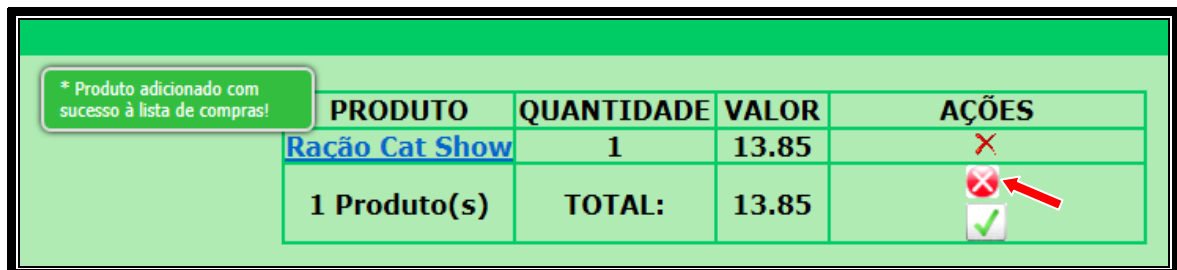 * Produto adicionado com
sucesso à lista de compras!
PRODUTO QUANTIDADE VALOR AÇÕES
Ração Cat Show 1 13.85
1 Produto(s) TOTAL: 13.85